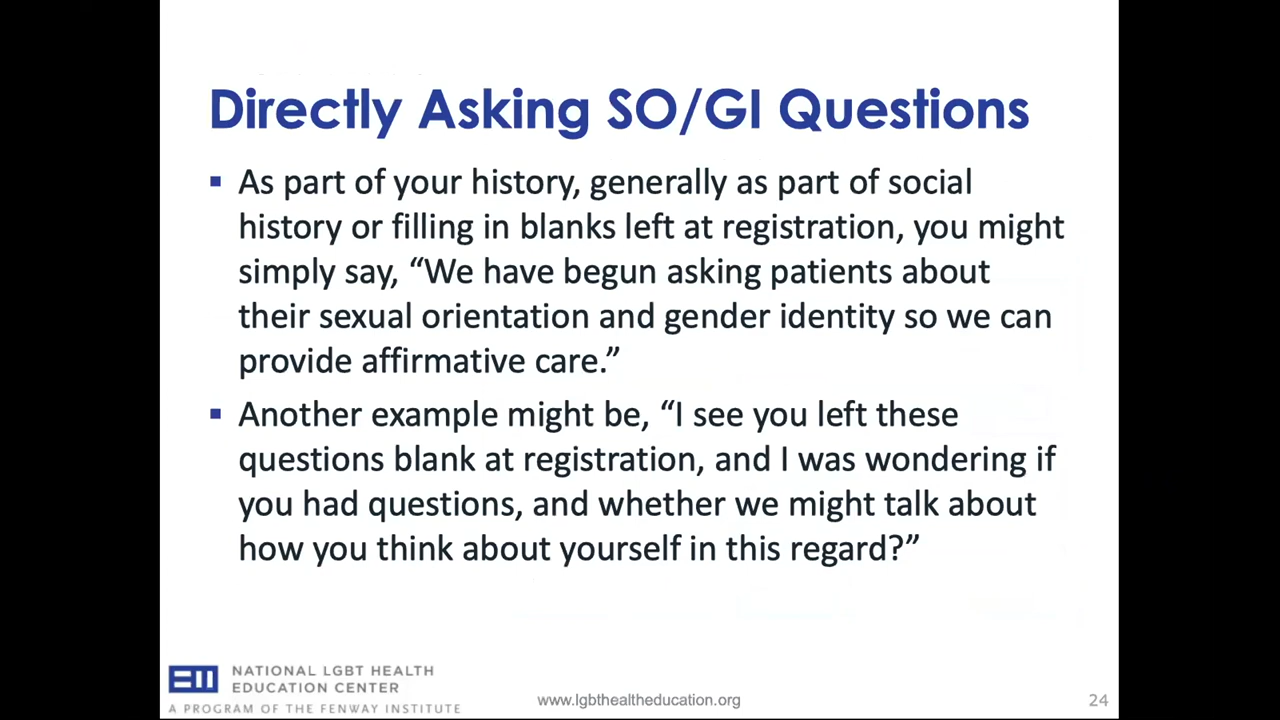 Directly Asking SO/GI Questions
▪ As part of your history, generally as part of social
history or filling in blanks left at registration, you might
simply say, “We have begun asking patients about
their sexual orientation and gender identity so we can
provide affirmative care.”
▪ Another example might be, “I see you left these
questions blank at registration, and I was wondering if
you had questions, and whether we might talk about
how you think about yourself in this regard?”
NATIONAL LGBT HEALTH
EDUCATION CENTER
A PROGRAM OF THE FENWAY INSTITUTE
www.lgbthealtheducation.org
24